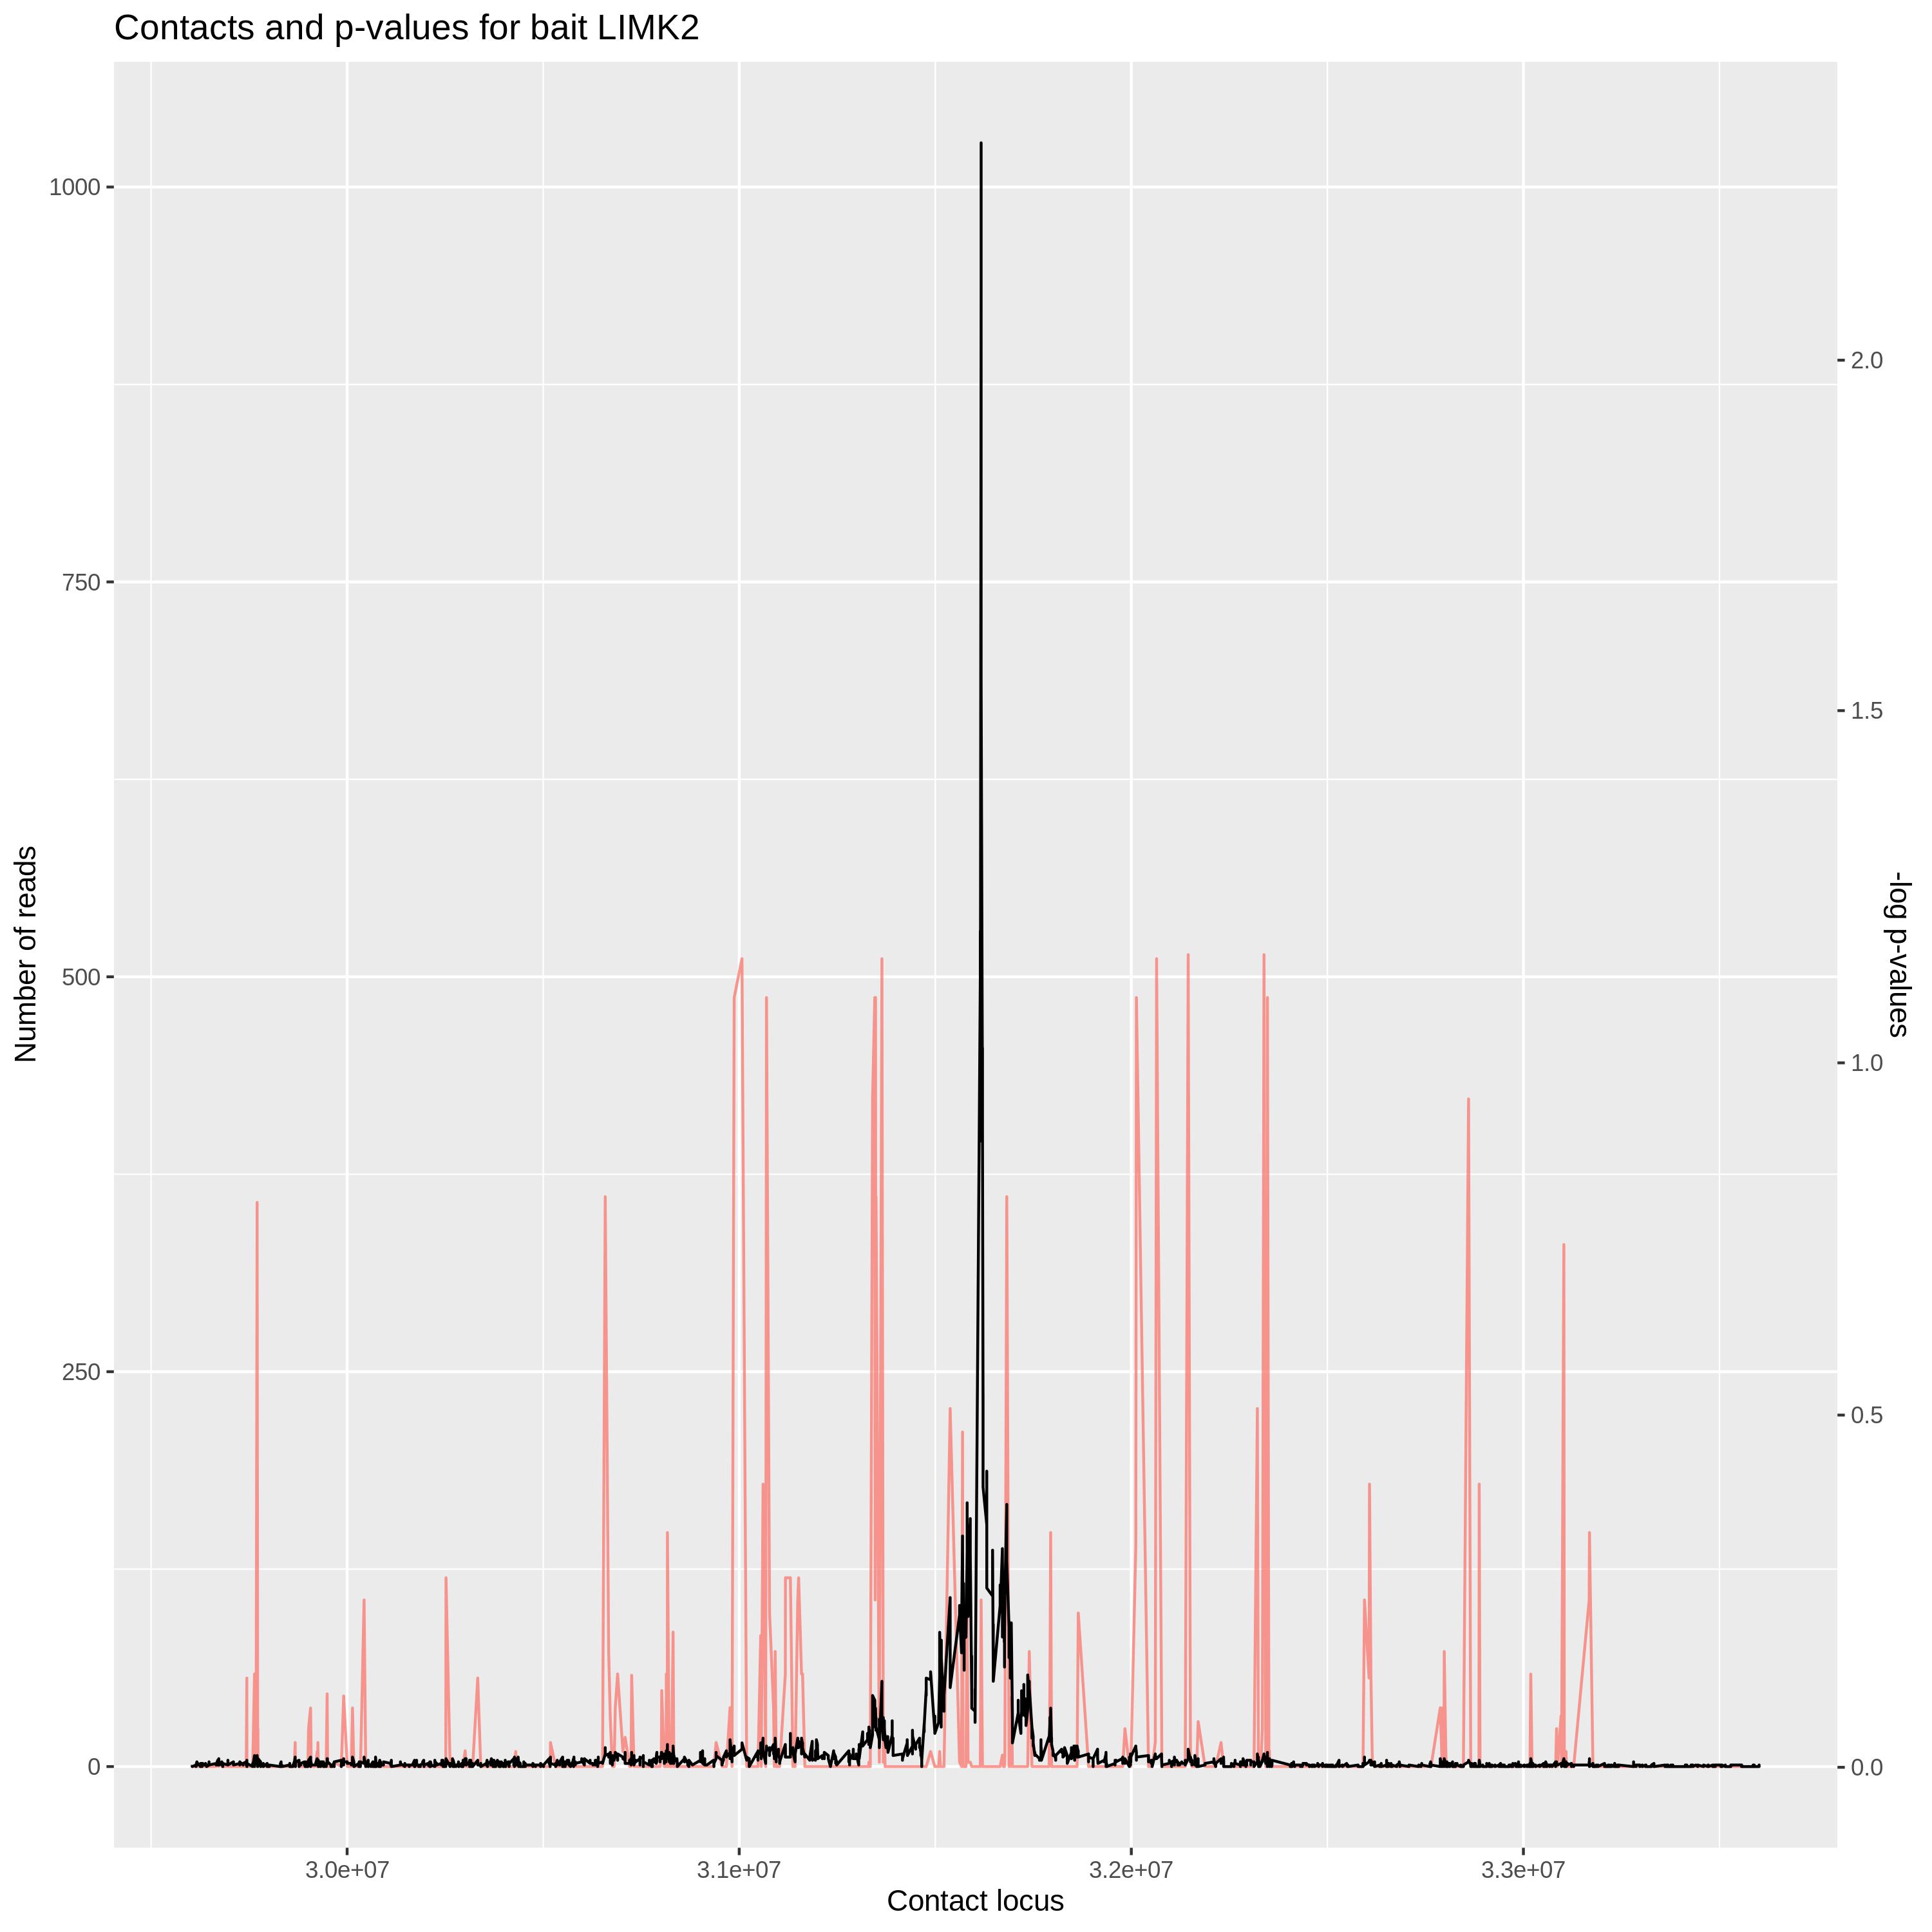 Contacts and p-values for bait LIMK2
1000
750
500
250
0
2.0
1.5
1.0
0.5
0.0
Number of reads
-log p-values
3.0e+07
3.1e+07
3.2e+07
3.3e+07
Contact locus